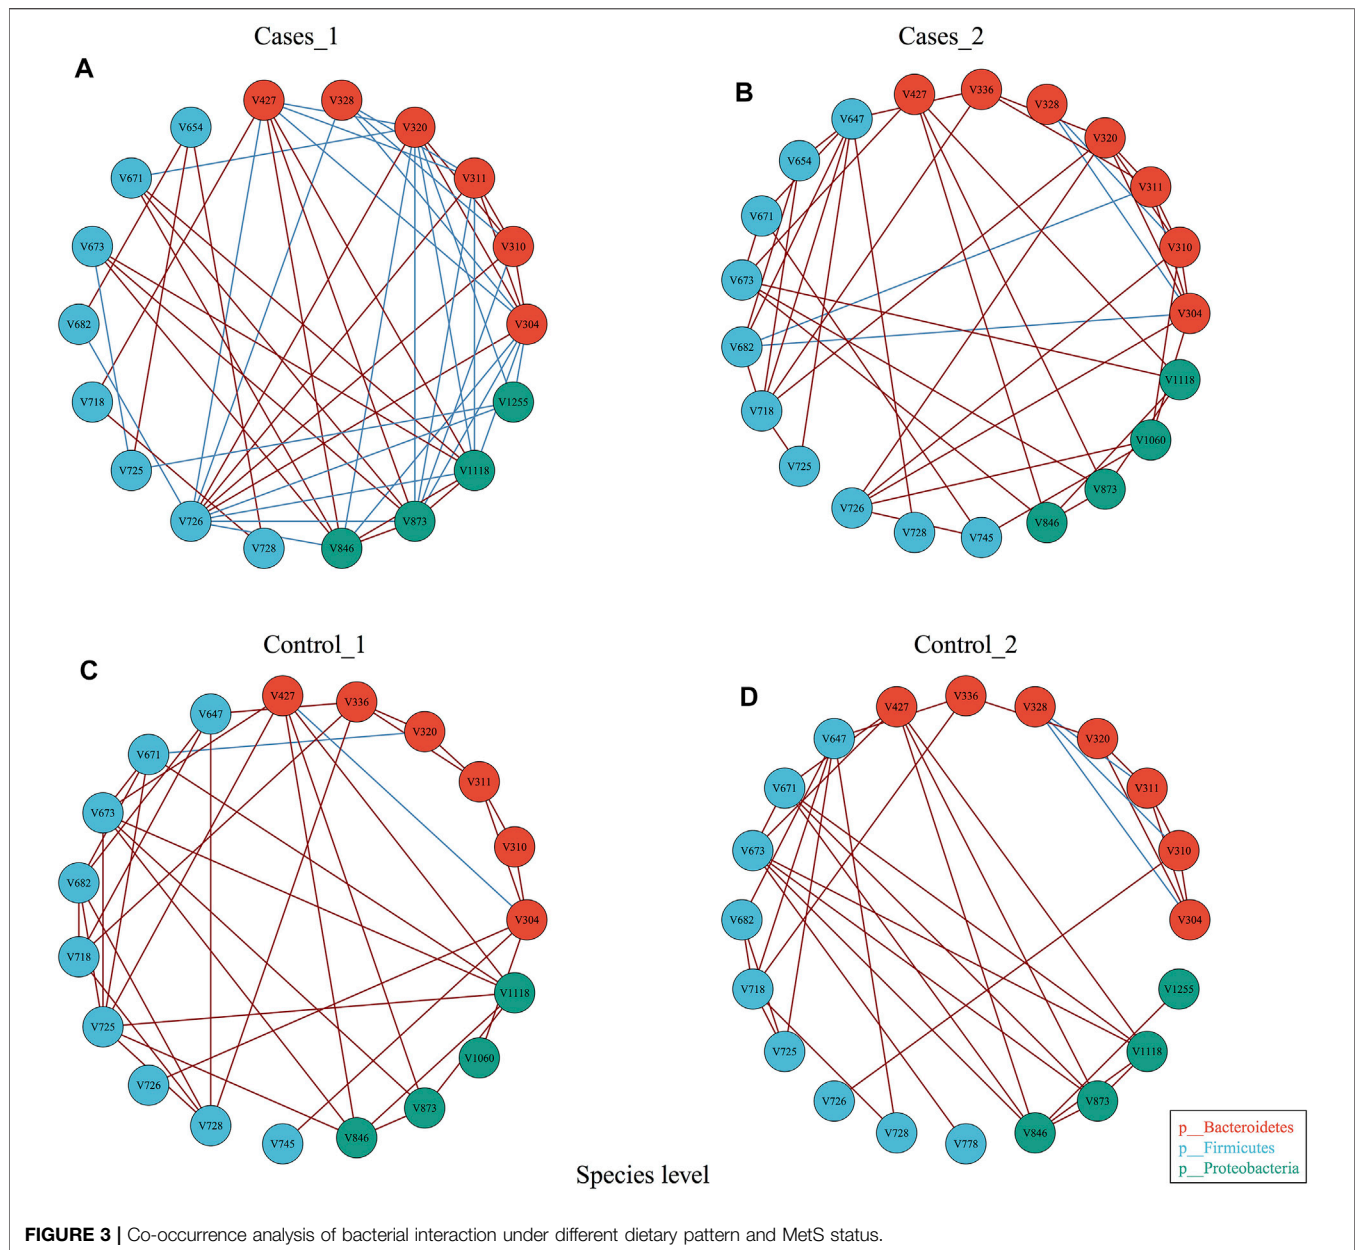 Cases_1
A
V427
V328
V320
V311
V310
V304
V1255
V1118
V873
V846
V728
V726
V725
V718
V682
V673
V671
V654
Cases_2
B
V427
V336
V328
V320
V311
V310
V304
V1118
V1060
V873
V846
V745
V728
V726
V725
V718
V682
V673
V671
V654
V647
Control_1
C
V427
V336
V320
V311
V310
V304
V1118
V1060
V873
V846
V745
V728
V726
V725
V718
V682
V673
V671
V647
Control_2
D
V427
V336
V328
V320
V311
V310
V304
V1255
V1118
V873
V846
V778
V728
V726
V725
V718
V682
V673
V671
V647
p__Bacteroidetes
p__Firmicutes
p__Proteobacteria
Species level
FIGURE 3 | Co-occurrence analysis of bacterial interaction under different dietary pattern and MetS status.